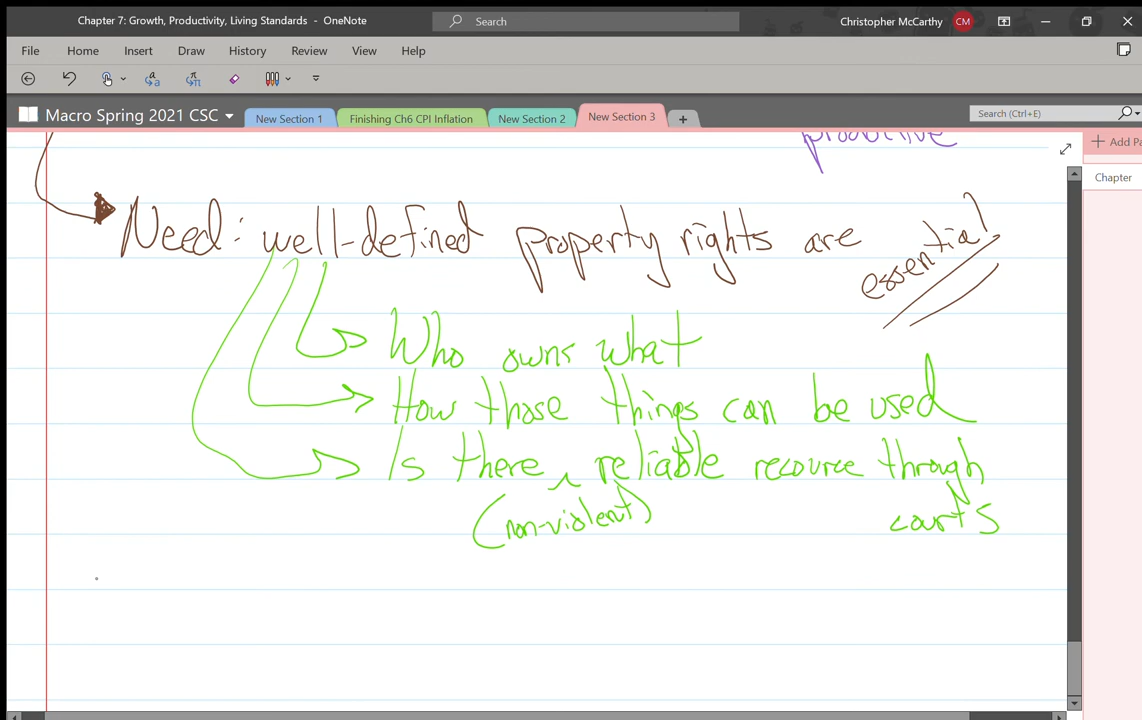 Chapter 7: Growth, Productivity, Living Standards - OneNote
Search
Christopher McCarthy
CM
File Home Insert Draw History Review View Help
Macro Spring 2021 CSC
New Section 1
Finishing Ch6 CPI Inflation
New Section 2
New Section 3
Search (Ctrl+E)
Add Pa
Chapter
productive
Need: well-defined property rights are essential
Who owns what
How those things can be used
Is there ^ reliable recourse through
(non-violent) courts